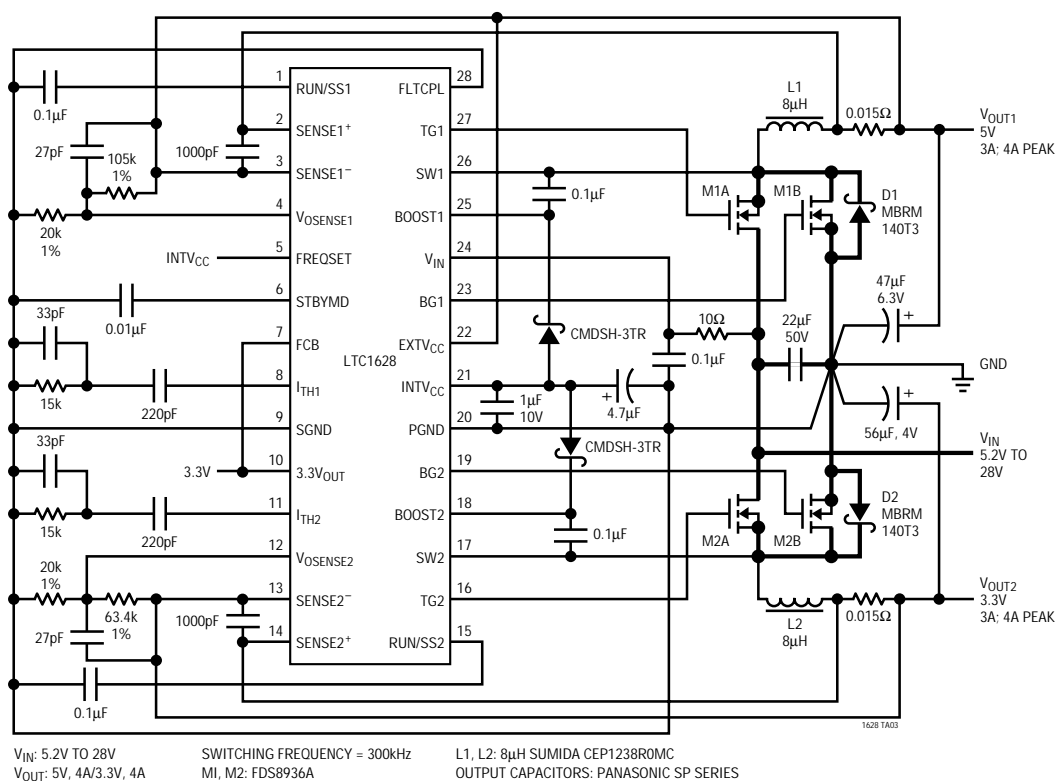 1
RUN/SS1
0.1µF
2
SENSE1+
27pF
105k
1%
1000pF
3
SENSE1–
4
VOSENSE1
20k
1%
INTVCC
5
FREQSET
6
STBYMD
33pF
0.01µF
7
FCB
8
ITH1
15k
220pF
9
SGND
33pF
3.3V
10
3.3VOUT
11
ITH2
15k
220pF
12
VOSENSE2
20k
1%
13
SENSE2–
63.4k
1%
1000pF
27pF
14
SENSE2+
0.1µF
LTC1628
28
FLTCPL
27
TG1
26
SW1
25
BOOST1
24
VIN
23
BG1
22
EXTVCC
21
INTVCC
20
PGND
19
BG2
18
BOOST2
17
SW2
16
TG2
15
RUN/SS2
0.1µF
CMDSH-3TR
10Ω
0.1µF
1µF
10V
+
4.7µF
CMDSH-3TR
0.1µF
L1
8µH
0.015Ω
VOUT1
5V
3A; 4A PEAK
M1A
M1B
D1
MBRM
140T3
47µF
6.3V
+
22µF
50V
GND
+
56µF, 4V
VIN
5.2V TO
28V
M2A
M2B
D2
MBRM
140T3
L2
8µH
0.015Ω
VOUT2
3.3V
3A; 4A PEAK
1628 TA03
VIN: 5.2V TO 28V
VOUT: 5V, 4A/3.3V, 4A
SWITCHING FREQUENCY = 300kHz
MI, M2: FDS8936A
L1, L2: 8µH SUMIDA CEP1238R0MC
OUTPUT CAPACITORS: PANASONIC SP SERIES